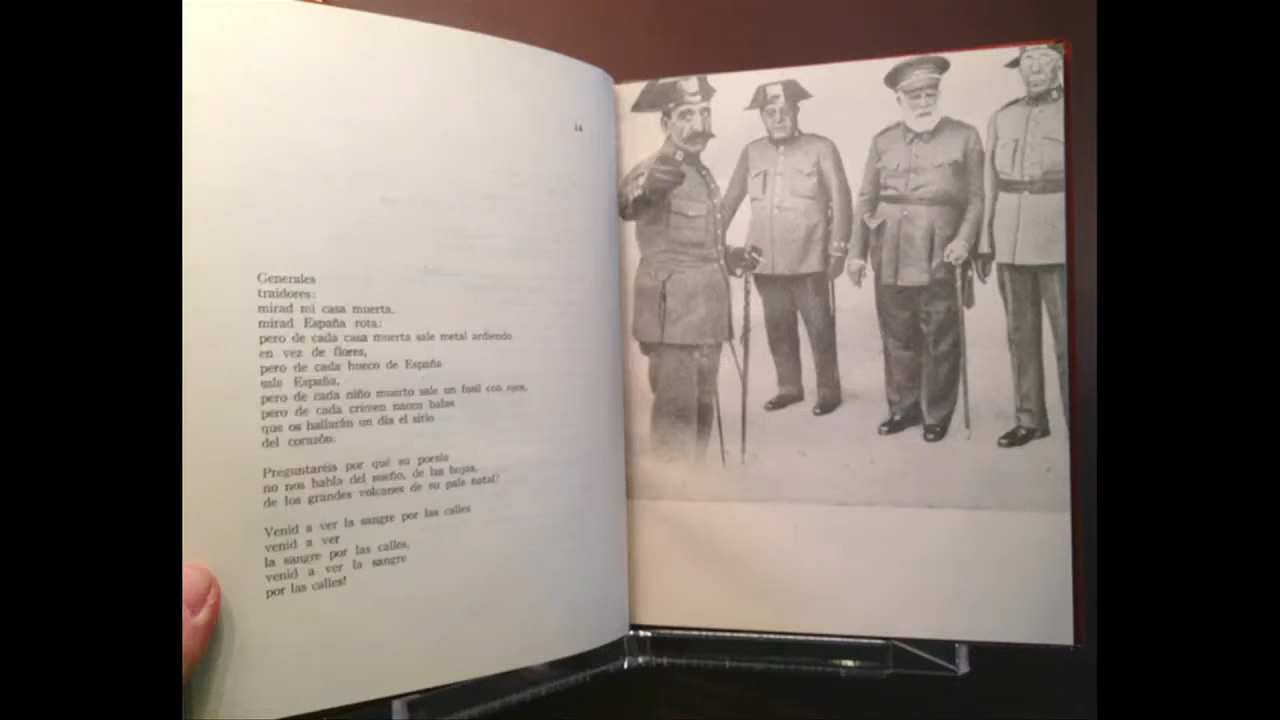 14
Generales
traidores:
mirad mi casa muerta,
mirad España rota:
pero de cada casa muerta sale metal ardiendo
en vez de flores,
pero de cada hueco de España
sale España,
pero de cada niño muerto sale un fusil con ojos,
pero de cada crimen nacen balas
que os hallarán un día el sitio
del corazón.
Preguntaréis por qué su poesía
no nos habla del sueño, de las hojas,
de los grandes volcanes de su país natal?
Venid a ver la sangre por las calles
venid a ver
la sangre por las calles,
venid a ver la sangre
por las calles!